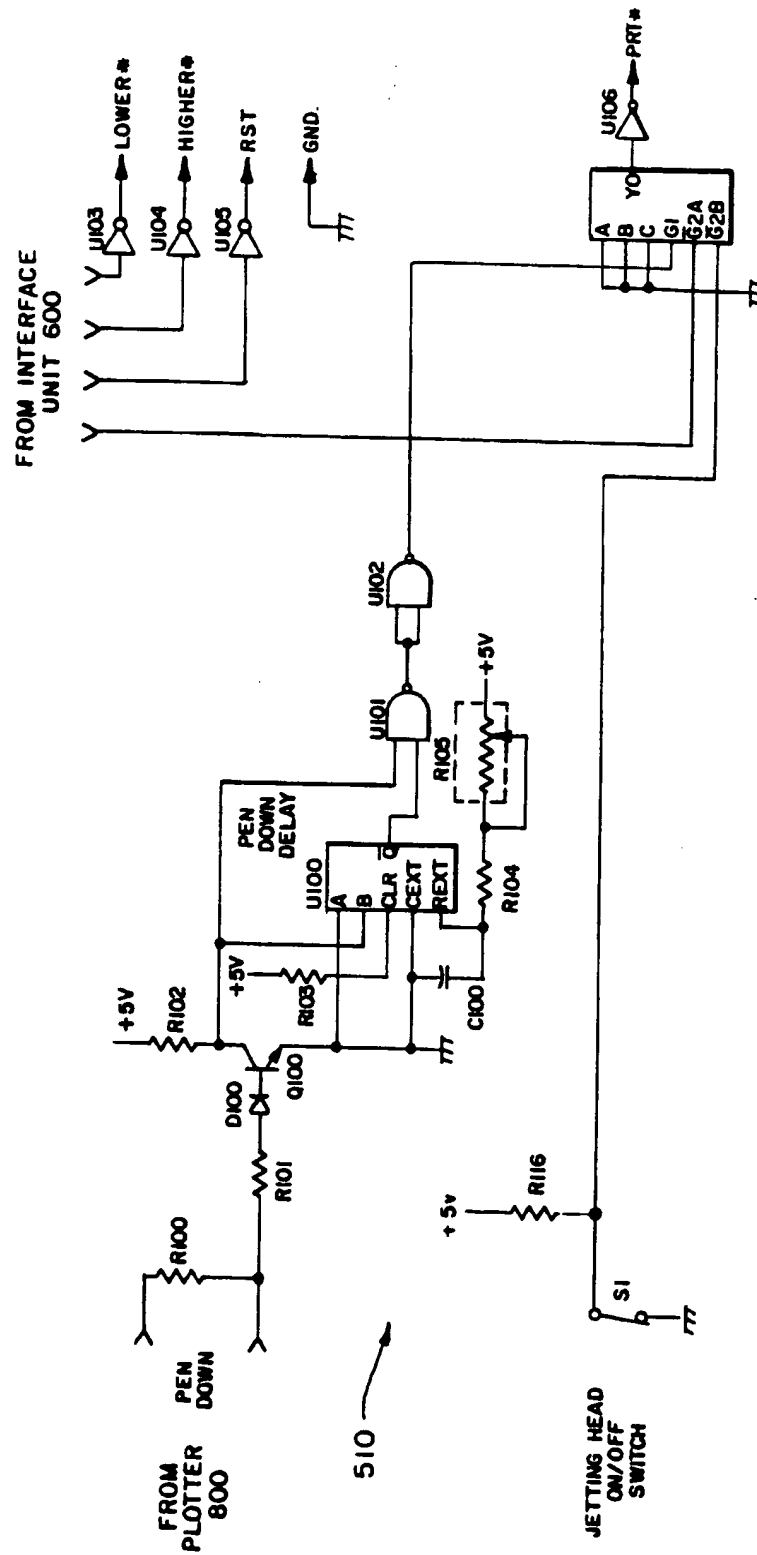 FROM INTERFACE
UNIT 600
U103
LOWER*
U104
HIGHER*
U105
RST
GND.
U106
PRT*
Y0
A
B
C
G1
G2A
G2B
U102
U101
+5V
R105
PEN
DOWN
DELAY
U100
A
B
CLR
CEXT
REXT
Q
R104
C100
+5V
R103
+5V
R102
D100
Q100
R101
R100
PEN
DOWN
FROM
PLOTTER
800
510
+5V
R116
S1
JETTING HEAD
ON/OFF
SWITCH